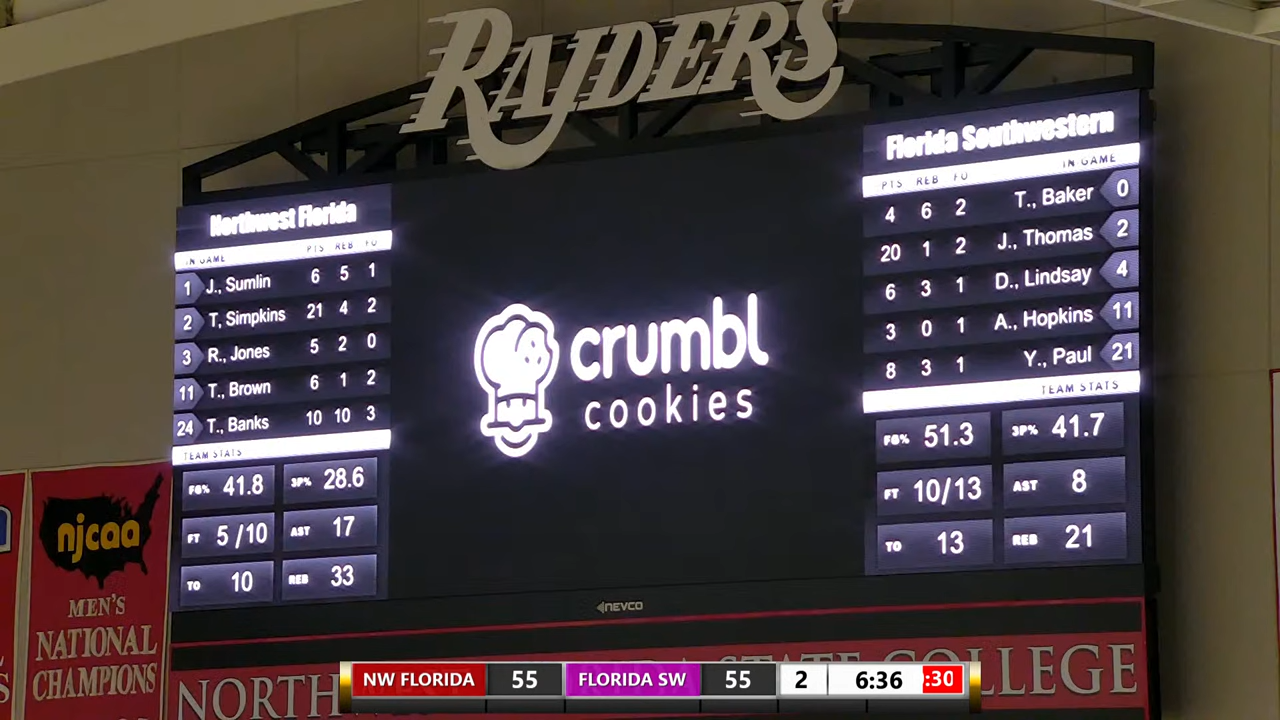 RAIDERS
Northwest Florida
IN GAME PTS REB FO
1 J., Sumlin 6 5 1
2 T, Simpkins 21 4 2
3 R., Jones 5 2 0
11 T., Brown 6 1 2
24 T., Banks 10 10 3
TEAM STATS
FG% 41.8 3P% 28.6
FT 5/10 AST 17
TO 10 REB 33
crumbl
cookies
Florida Southwestern
PTS REB FO IN GAME
4 6 2 T., Baker 0
20 1 2 J., Thomas 2
6 3 1 D., Lindsay 4
3 0 1 A., Hopkins 11
8 3 1 Y., Paul 21
TEAM STATS
FG% 51.3 3P% 41.7
FT 10/13 AST 8
TO 13 REB 21
NEVCO
njcaa
MEN'S
NATIONAL
CHAMPIONS
COLLEGE
NW FLORIDA 55 FLORIDA SW 55 2 6:36 :30